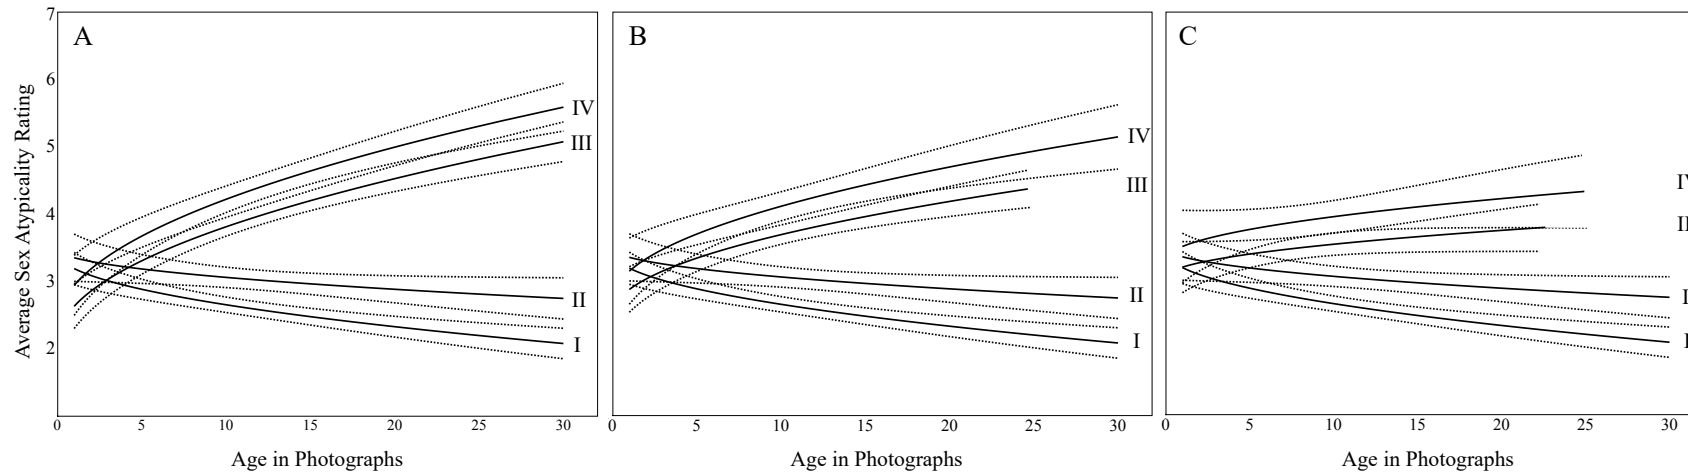 A
B
C
7
6
5
4
3
2
Average Sex Atypicality Rating
IV
III
II
I
IV
III
II
I
0 5 10 15 20 25 30
0 5 10 15 20 25 30
0 5 10 15 20 25 30
Age in Photographs
Age in Photographs
Age in Photographs